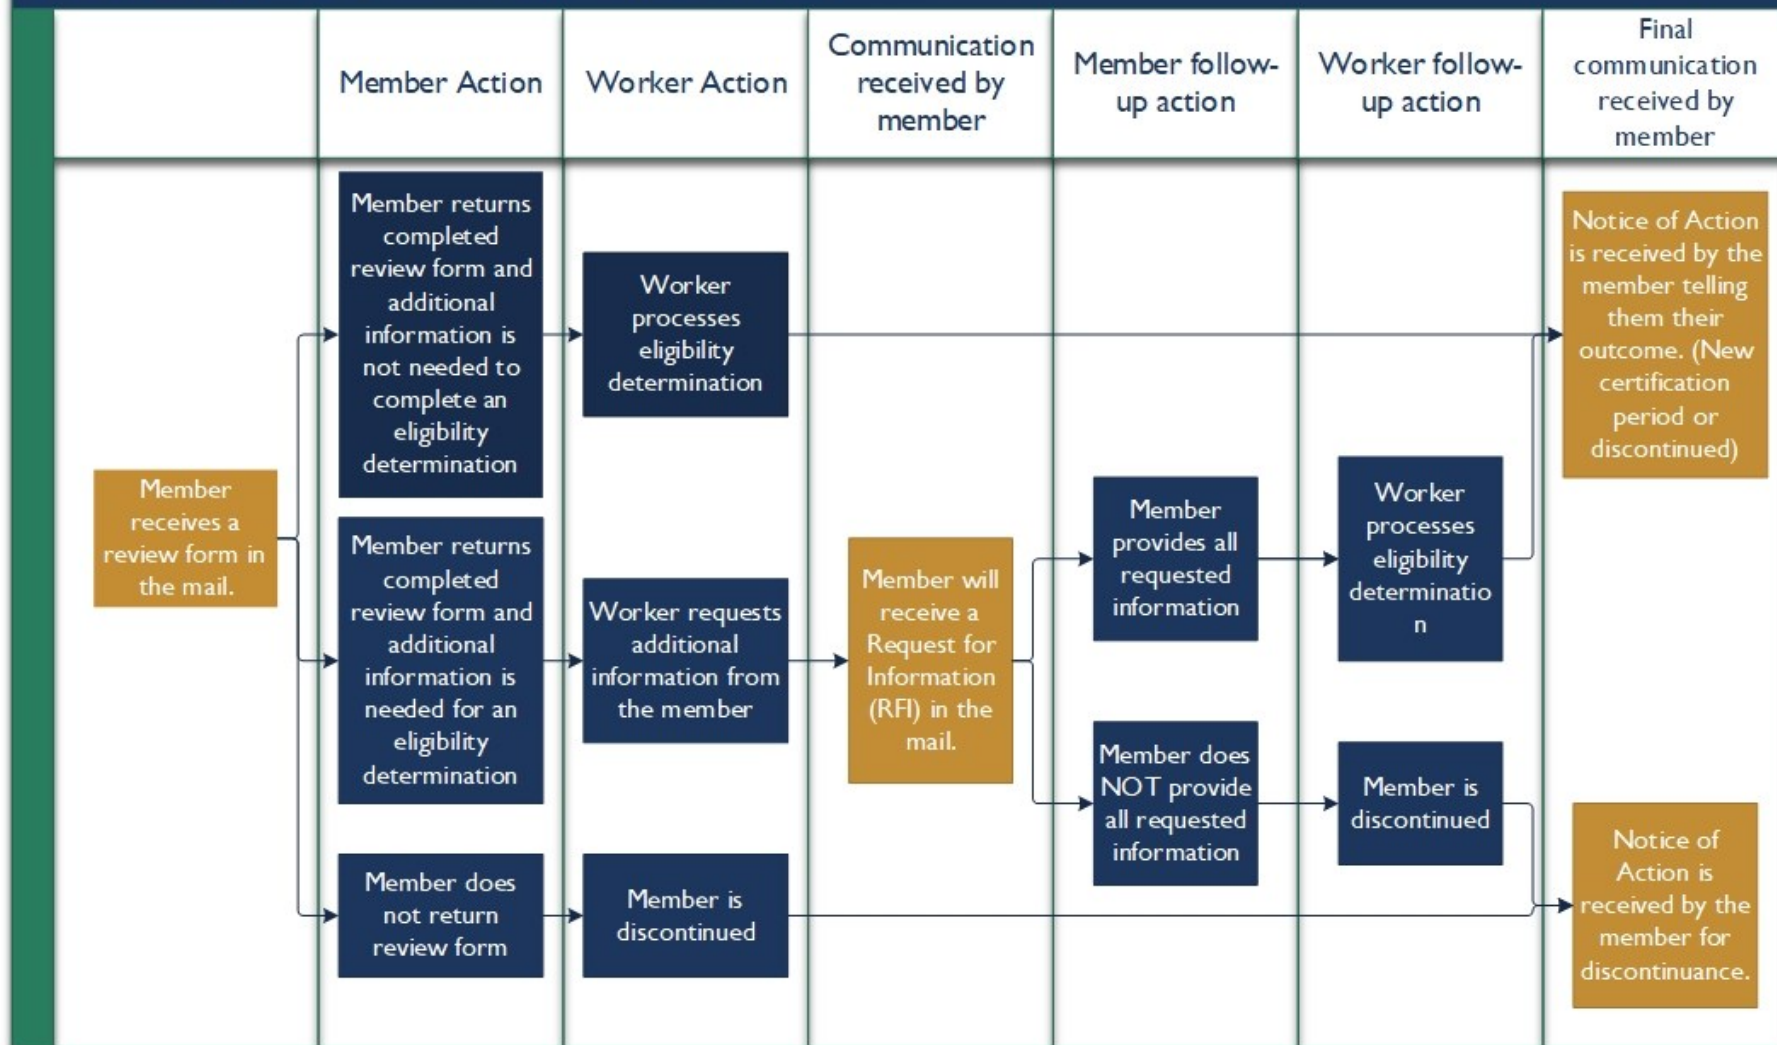 Member Action
Worker Action
Communication
received by
member
Member follow-
up action
Worker follow-
up action
Final
communication
received by
member
Member
receives a
review form in
the mail.
Member returns
completed
review form and
additional
information is
not needed to
complete an
eligibility
determination
Worker
processes
eligibility
determination
Notice of Action
is received by the
member telling
them their
outcome. (New
certification
period or
discontinued)
Member returns
completed
review form and
additional
information is
needed for an
eligibility
determination
Worker requests
additional
information from
the member
Member will
receive a
Request for
Information
(RFI) in the
mail.
Member
provides all
requested
information
Worker
processes
eligibility
determinatio
n
Member does
NOT provide
all requested
information
Member is
discontinued
Member does
not return
review form
Member is
discontinued
Notice of
Action is
received by the
member for
discontinuance.